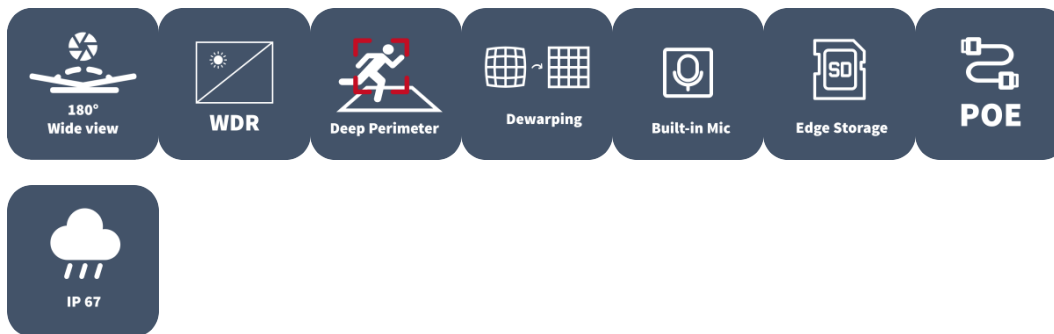 180°
Wide view
WDR
Deep Perimeter
Dewarping
Built-in Mic
SD
Edge Storage
POE
IP 67